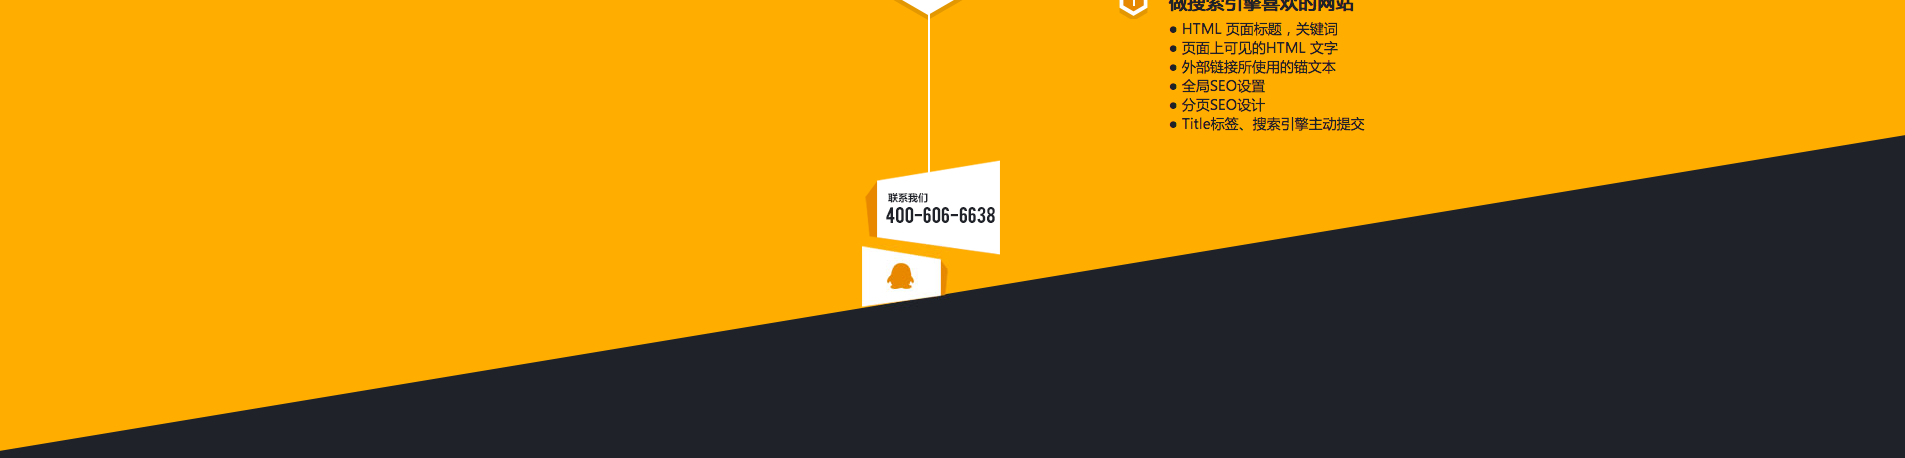 做搜索引擎喜欢的网站
● HTML 页面标题，关键词
● 页面上可见的HTML 文字
● 外部链接所使用的锚文本
● 全局SEO设置
● 分页SEO设计
● Title标签、搜索引擎主动提交
联系我们
400-606-6638